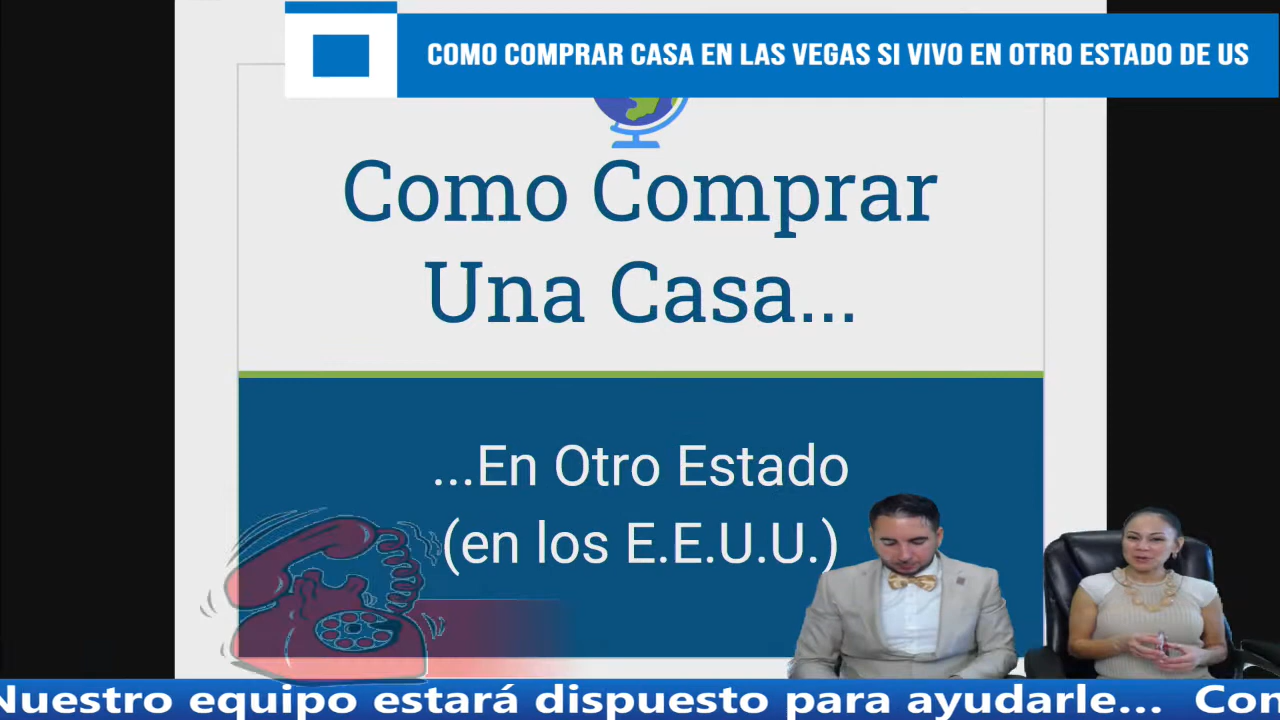 COMO COMPRAR CASA EN LAS VEGAS SI VIVO EN OTRO ESTADO DE US
Como Comprar
Una Casa...
...En Otro Estado
(en los E.E.U.U.)
Nuestro equipo estará dispuesto para ayudarle...